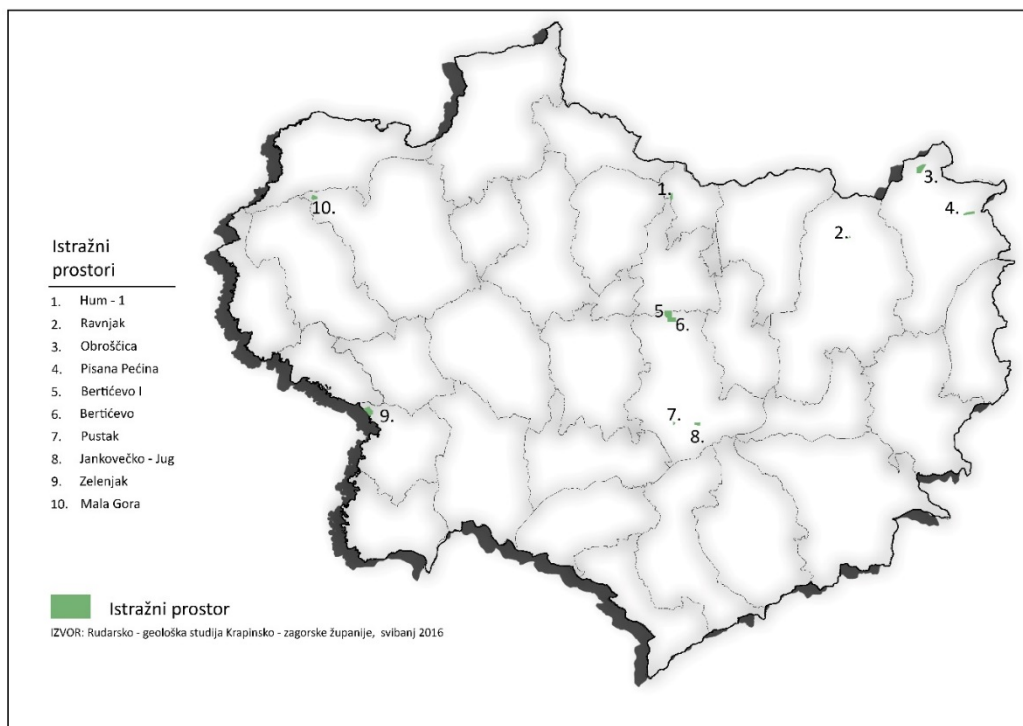 1.
10.
3.
4.
2.
5.
6.
9.
7.
8.
Istražni
prostori
1. Hum - 1
2. Ravnjak
3. Obroščica
4. Pisana Pećina
5. Bertićevo I
6. Bertićevo
7. Pustak
8. Jankovečko - Jug
9. Zelenjak
10. Mala Gora
Istražni prostor
IZVOR: Rudarsko - geološka studija Krapinsko - zagorske županije, svibanj 2016